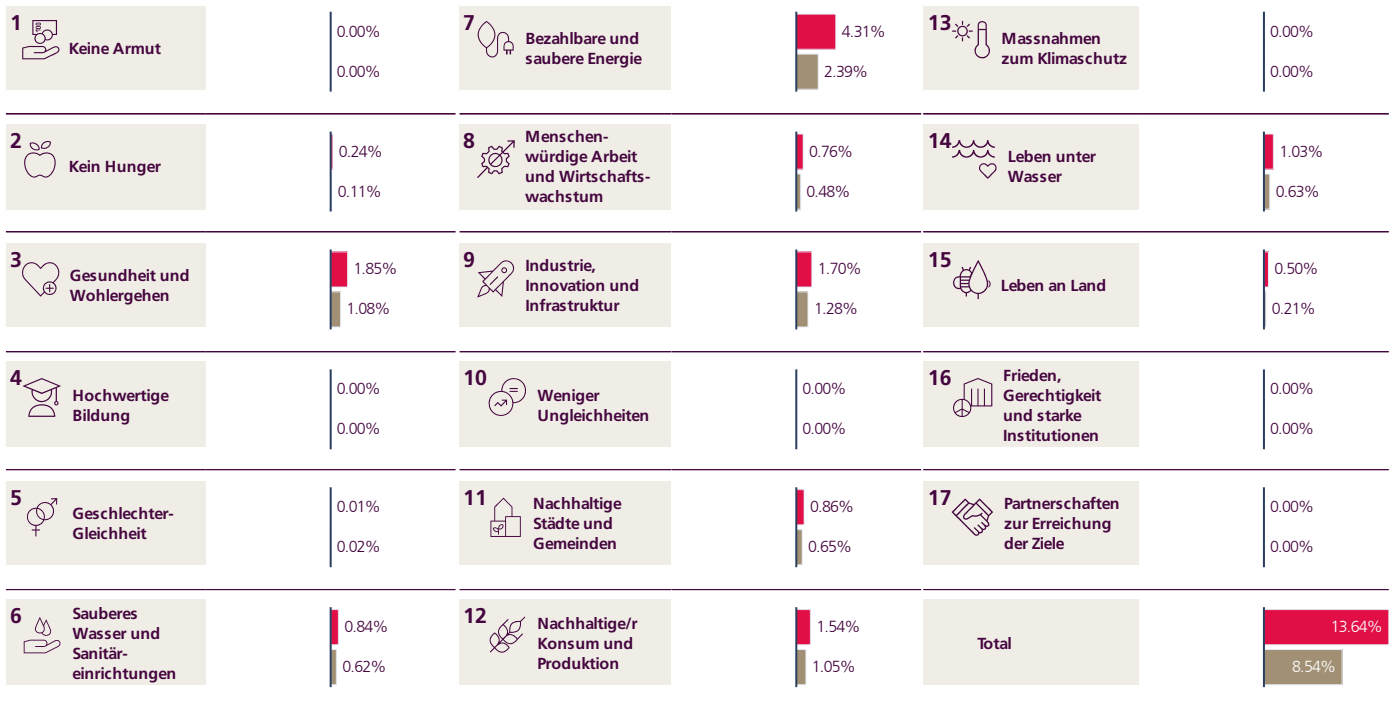 1
Keine Armut
0.00%
0.00%
2
Kein Hunger
0.24%
0.11%
3
Gesundheit und
Wohlergehen
1.85%
1.08%
4
Hochwertige
Bildung
0.00%
0.00%
5
Geschlechter-
Gleichheit
0.01%
0.02%
6
Sauberes
Wasser und
Sanitär-
einrichtungen
0.84%
0.62%
7
Bezahlbare und
saubere Energie
4.31%
2.39%
8
Menschen-
würdige Arbeit
und Wirtschafts-
wachstum
0.76%
0.48%
9
Industrie,
Innovation und
Infrastruktur
1.70%
1.28%
10
Weniger
Ungleichheiten
0.00%
0.00%
11
Nachhaltige
Städte und
Gemeinden
0.86%
0.65%
12
Nachhaltige/r
Konsum und
Produktion
1.54%
1.05%
13
Massnahmen
zum Klimaschutz
0.00%
0.00%
14
Leben unter
Wasser
1.03%
0.63%
15
Leben an Land
0.50%
0.21%
16
Frieden,
Gerechtigkeit
und starke
Institutionen
0.00%
0.00%
17
Partnerschaften
zur Erreichung
der Ziele
0.00%
0.00%
Total
13.64%
8.54%